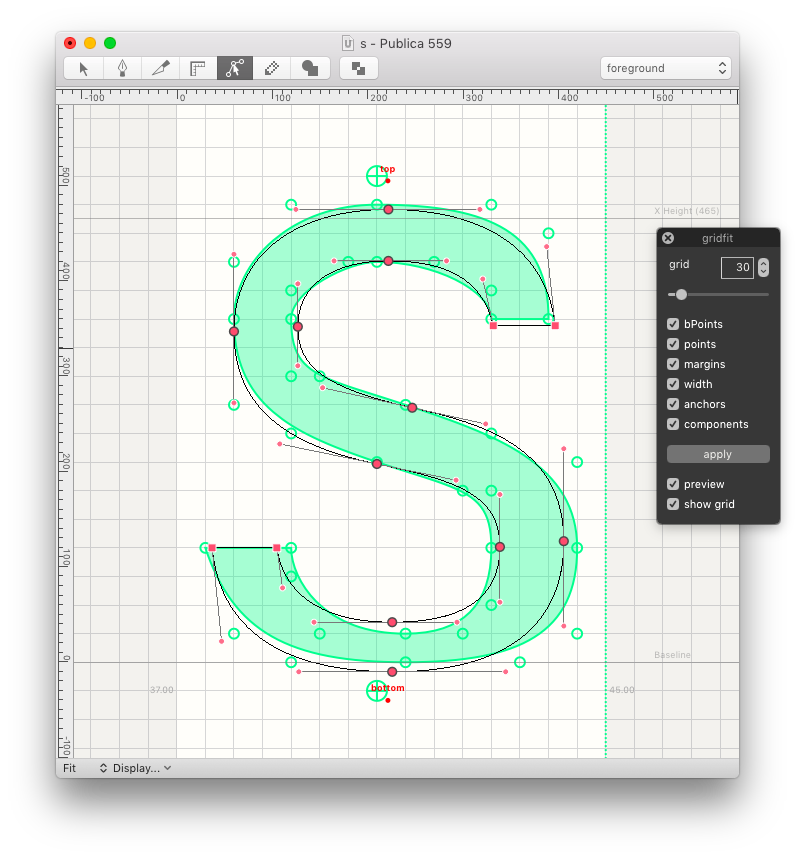 s - Publica 559
foreground
-100 0 100 200 300 400 500
500
400
300
200
100
0
-100
top
X Height (465)
gridfit
grid 30
bPoints
points
margins
width
anchors
components
apply
preview
show grid
Baseline
37.00
45.00
bottom
Fit Display...